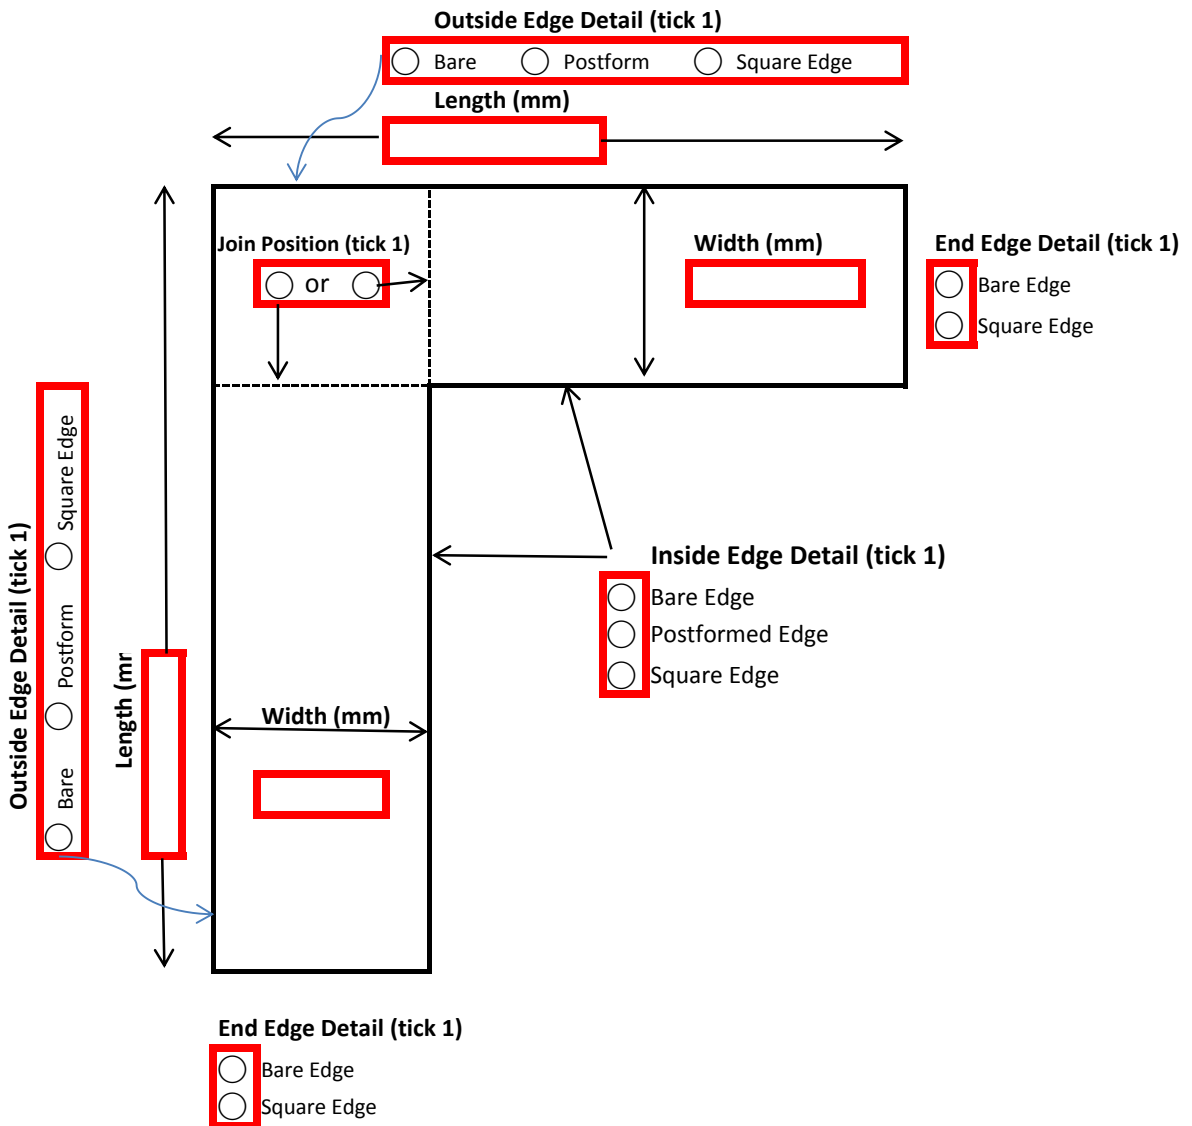 Outside Edge Detail (tick 1)
Bare Postform Square Edge
Length (mm)
Join Position (tick 1)
or
Width (mm)
End Edge Detail (tick 1)
Bare Edge
Square Edge
Outside Edge Detail (tick 1)
Bare Postform Square Edge
Length (mm
Inside Edge Detail (tick 1)
Bare Edge
Postformed Edge
Square Edge
Width (mm)
End Edge Detail (tick 1)
Bare Edge
Square Edge